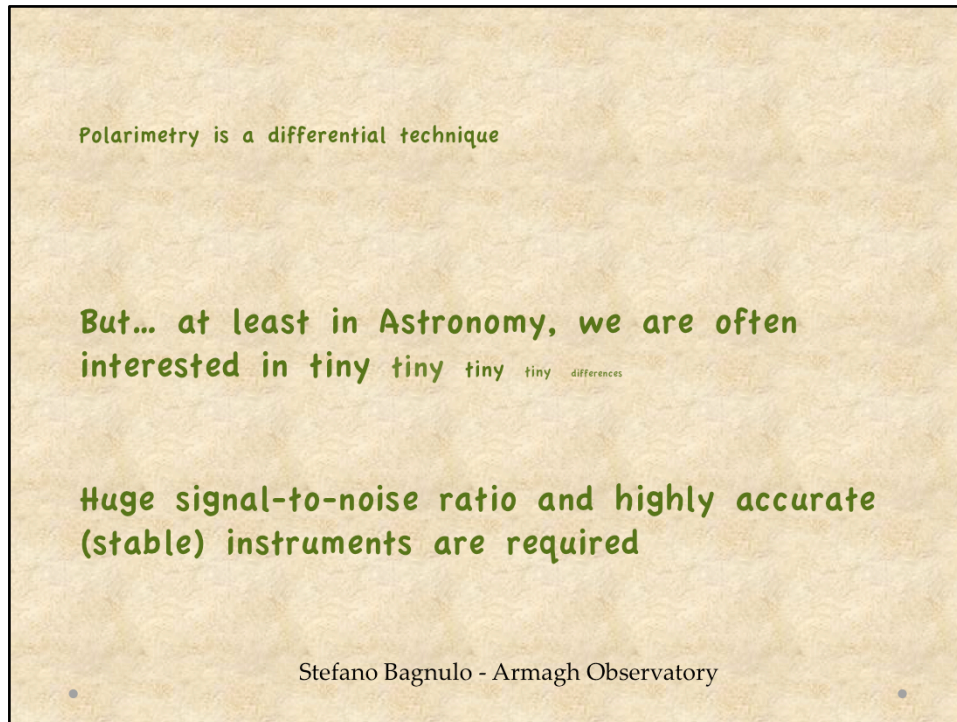 Polarimetry is a differential technique
But... at least in Astronomy, we are often
interested in tiny tiny tiny tiny differences
Huge signal-to-noise ratio and highly accurate
(stable) instruments are required
Stefano Bagnulo - Armagh Observatory